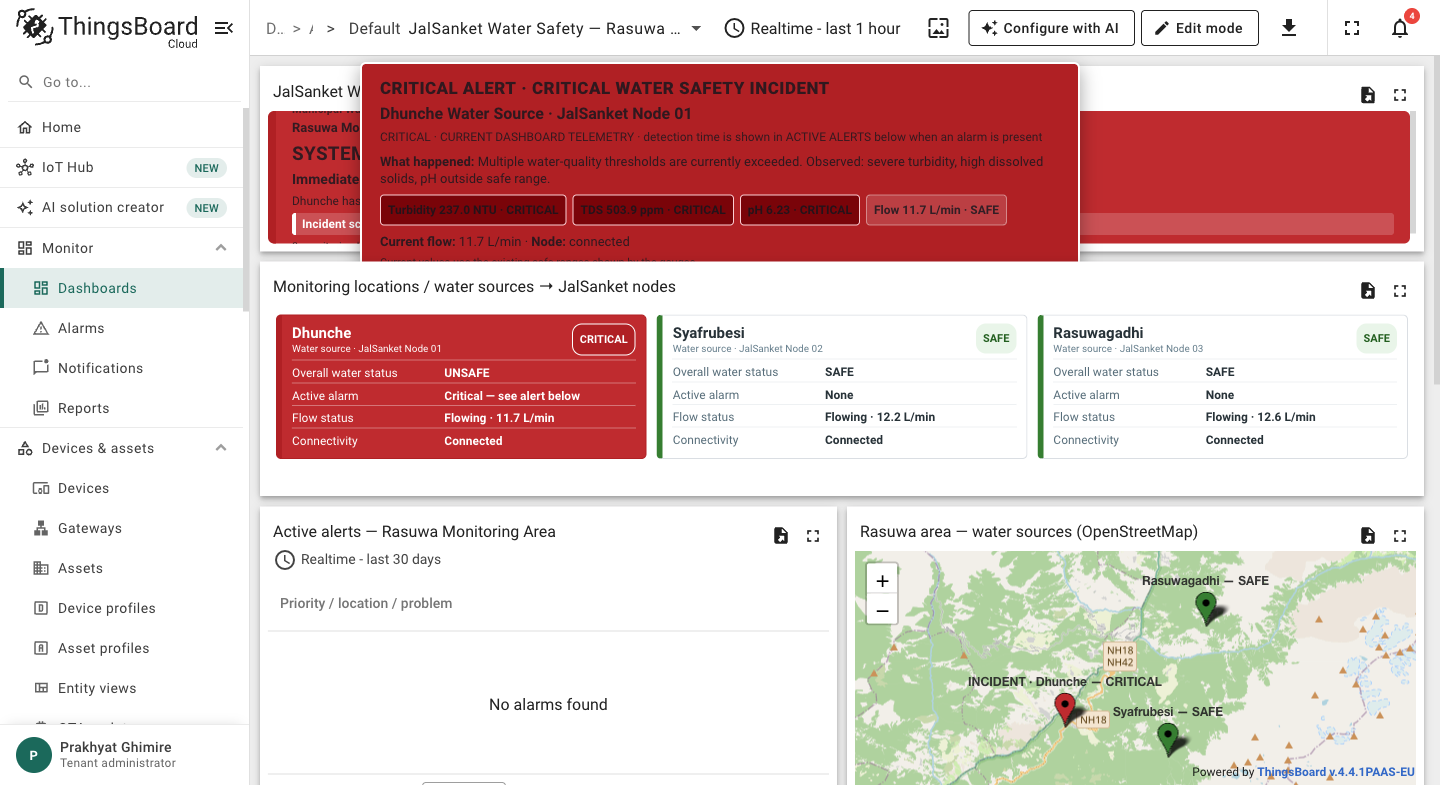 ThingsBoard
Cloud
D.. > A > Default JalSanket Water Safety — Rasuwa ...
Realtime - last 1 hour
Configure with AI
Edit mode
4
Go to...
Home
IoT Hub NEW
AI solution creator NEW
Monitor
Dashboards
Alarms
Notifications
Reports
Devices & assets
Devices
Gateways
Assets
Device profiles
Asset profiles
Entity views
P
Prakhyat Ghimire
Tenant administrator
JalSanket W
Rasuwa Mo
SYSTEM
Immediate
Dhunche has
Incident sc
CRITICAL ALERT · CRITICAL WATER SAFETY INCIDENT
Dhunche Water Source · JalSanket Node 01
CRITICAL · CURRENT DASHBOARD TELEMETRY · detection time is shown in ACTIVE ALERTS below when an alarm is present
What happened: Multiple water-quality thresholds are currently exceeded. Observed: severe turbidity, high dissolved
solids, pH outside safe range.
Turbidity 237.0 NTU · CRITICAL
TDS 503.9 ppm · CRITICAL
pH 6.23 · CRITICAL
Flow 11.7 L/min · SAFE
Current flow: 11.7 L/min · Node: connected
Monitoring locations / water sources → JalSanket nodes
Dhunche
Water source · JalSanket Node 01
CRITICAL
Overall water status UNSAFE
Active alarm Critical — see alert below
Flow status Flowing · 11.7 L/min
Connectivity Connected
Syafrubesi
Water source · JalSanket Node 02
SAFE
Overall water status SAFE
Active alarm None
Flow status Flowing · 12.2 L/min
Connectivity Connected
Rasuwagadhi
Water source · JalSanket Node 03
SAFE
Overall water status SAFE
Active alarm None
Flow status Flowing · 12.6 L/min
Connectivity Connected
Active alerts — Rasuwa Monitoring Area
Realtime - last 30 days
Priority / location / problem
No alarms found
Rasuwa area — water sources (OpenStreetMap)
+
−
Rasuwagadhi — SAFE
NH18
NH42
INCIDENT · Dhunche — CRITICAL
NH18
Syafrubesi — SAFE
Powered by ThingsBoard v.4.4.1PAAS-EU